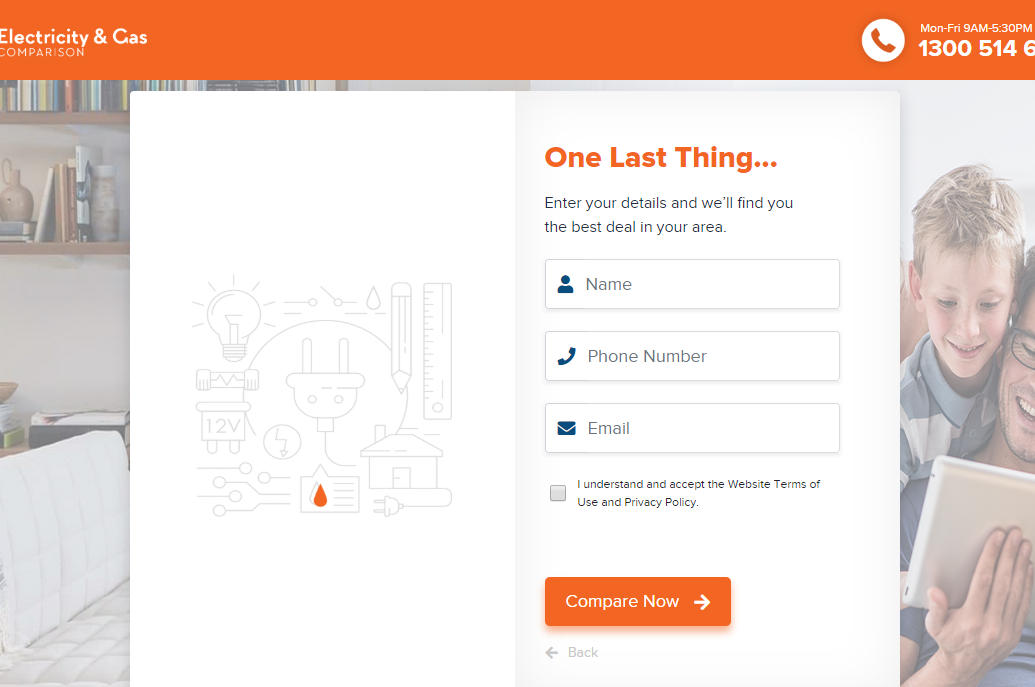 Electricity & Gas
COMPARISON
Mon-Fri 9AM-5:30PM
1300 514 6
One Last Thing...
Enter your details and we'll find you
the best deal in your area.
Name
Phone Number
Email
I understand and accept the Website Terms of
Use and Privacy Policy.
12V
Compare Now
Back